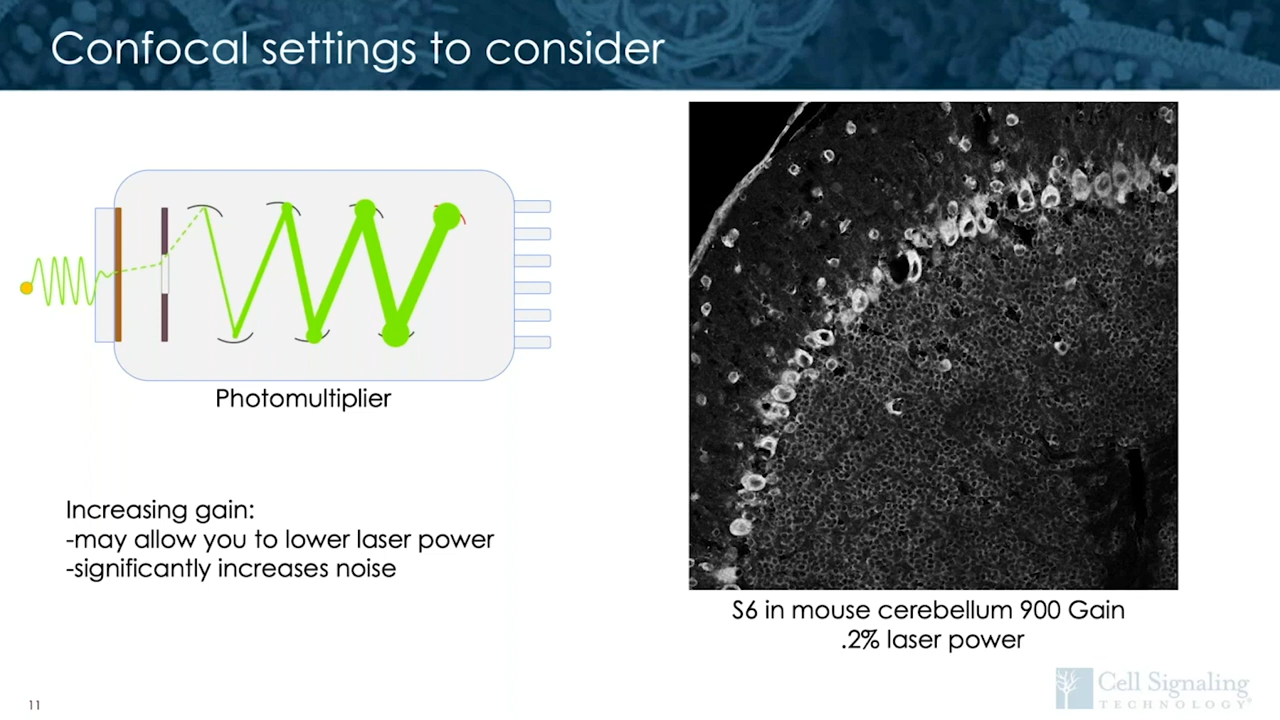 Confocal settings to consider
Photomultiplier
Increasing gain:
-may allow you to lower laser power
-significantly increases noise
S6 in mouse cerebellum 900 Gain
.2% laser power
Cell Signaling
TECHNOLOGY®
11